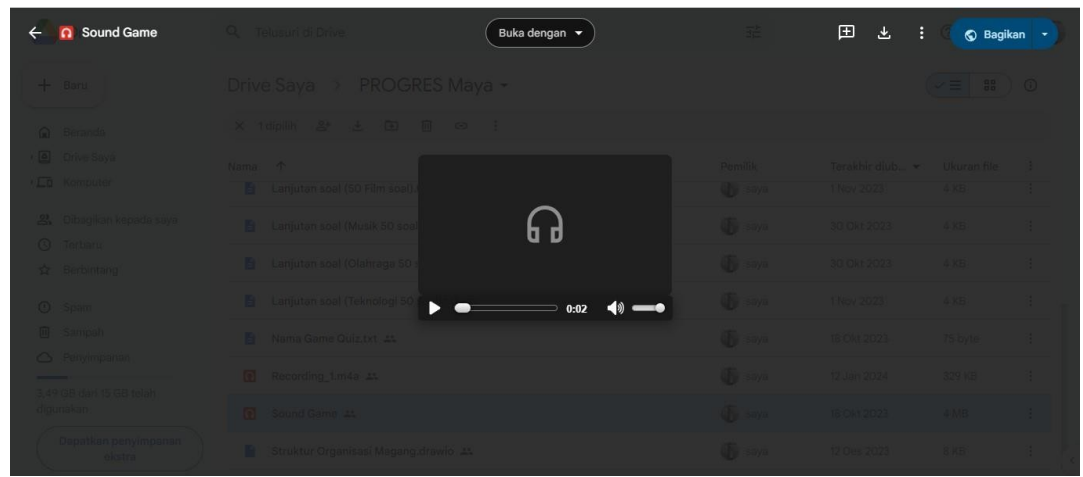 Sound Game
Telusuri di Drive
Buka dengan
Bagikan
Baru
Drive Saya > PROGRES Maya
1 dipilih
Beranda
Drive Saya
Komputer
Dibagikan kepada saya
Terbaru
Berbintang
Spam
Sampah
Penyimpanan
2,49 GB dari 15 GB telah
digunakan
Dapatkan penyimpanan
ekstra
Nama Pemilik Terakhir diub... Ukuran file
Lanjutan soal (50 Film soal). saya 1 Nov 2023 4 KB
Lanjutan soal (Musik 50 soal saya 30 Okt 2023 4 KB
Lanjutan soal (Olahraga 50 saya 30 Okt 2023 4 KB
Lanjutan soal (Teknologi 50 saya 1 Nov 2023 4 KB
0:02
Nama Game Quiz.txt saya 18 Okt 2023 75 byte
Recording_1.m4a saya 12 Jan 2024 329 KB
Sound Game saya 18 Okt 2023 4 MB
Struktur Organisasi Magang.drawio saya 12 Des 2023 8 KB